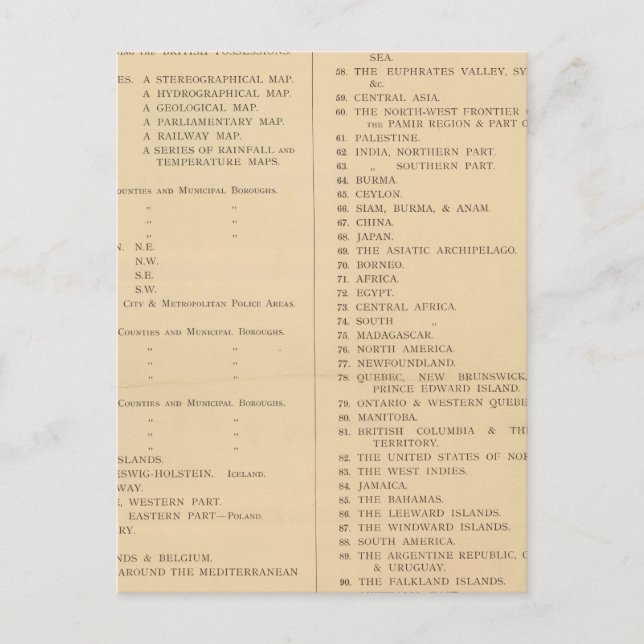 BRITISH POSSESSIONS.
ES. A STEREOGRAPHICAL MAP.
A HYDROGRAPHICAL MAP.
A GEOLOGICAL MAP.
A PARLIAMENTARY MAP.
A RAILWAY MAP.
A SERIES OF RAINFALL AND
TEMPERATURE MAPS.
COUNTIES AND MUNICIPAL BOROUGHS.
„ „
„ „
„ „
N. N.E.
N.W.
S.E.
S.W.
CITY & METROPOLITAN POLICE AREAS.
COUNTIES AND MUNICIPAL BOROUGHS.
„ „
„ „
„ „
COUNTIES AND MUNICIPAL BOROUGHS.
„ „
„ „
„ „
SLANDS.
ESWIG-HOLSTEIN. ICELAND.
WAY.
E, WESTERN PART.
EASTERN PART—POLAND.
ARY.
NDS & BELGIUM.
AROUND THE MEDITERRANEAN
SEA.
58. THE EUPHRATES VALLEY, SY
&c.
59. CENTRAL ASIA.
60. THE NORTH-WEST FRONTIER
THE PAMIR REGION & PART
61. PALESTINE.
62. INDIA, NORTHERN PART.
63. „ SOUTHERN PART.
64. BURMA.
65. CEYLON.
66. SIAM, BURMA, & ANAM.
67. CHINA.
68. JAPAN.
69. THE ASIATIC ARCHIPELAGO.
70. BORNEO.
71. AFRICA.
72. EGYPT.
73. CENTRAL AFRICA.
74. SOUTH „
75. MADAGASCAR.
76. NORTH AMERICA.
77. NEWFOUNDLAND.
78. QUEBEC, NEW BRUNSWICK,
PRINCE EDWARD ISLAND.
79. ONTARIO & WESTERN QUEBE
80. MANITOBA.
81. BRITISH COLUMBIA & TH
TERRITORY.
82. THE UNITED STATES OF NOR
83. THE WEST INDIES.
84. JAMAICA.
85. THE BAHAMAS.
86. THE LEEWARD ISLANDS.
87. THE WINDWARD ISLANDS.
88. SOUTH AMERICA.
89. THE ARGENTINE REPUBLIC, C
& URUGUAY.
90. THE FALKLAND ISLANDS.